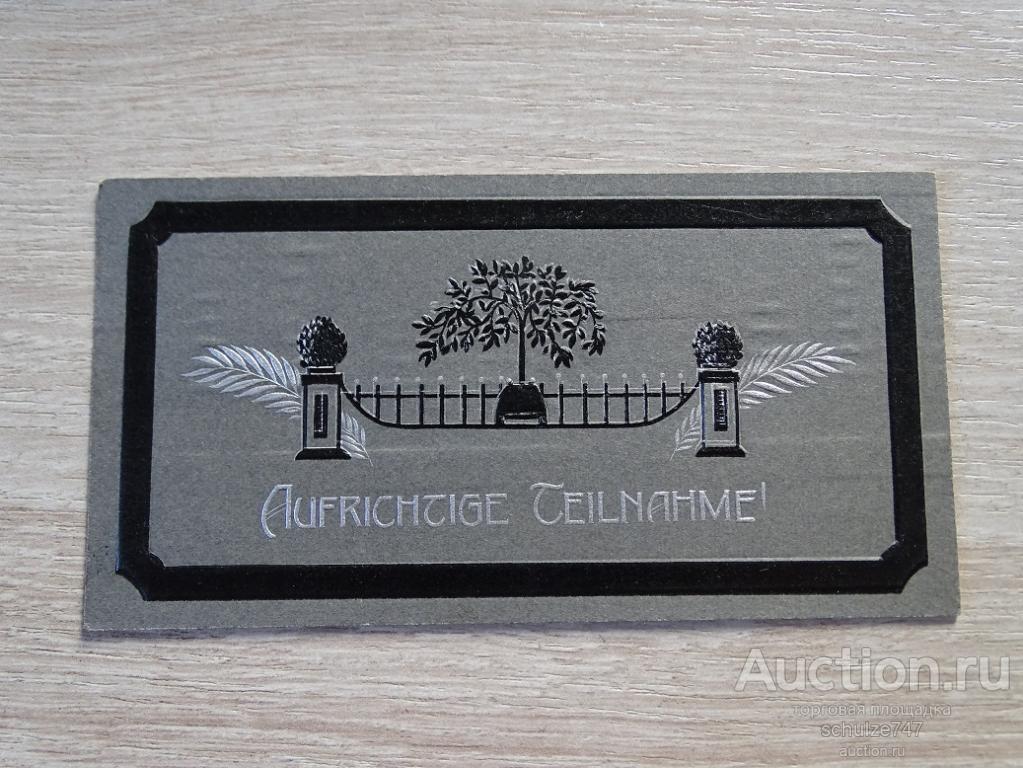 Aufrichtige Teilnahme!
Auction.ru
торговая площадка
schulze747
auction.ru